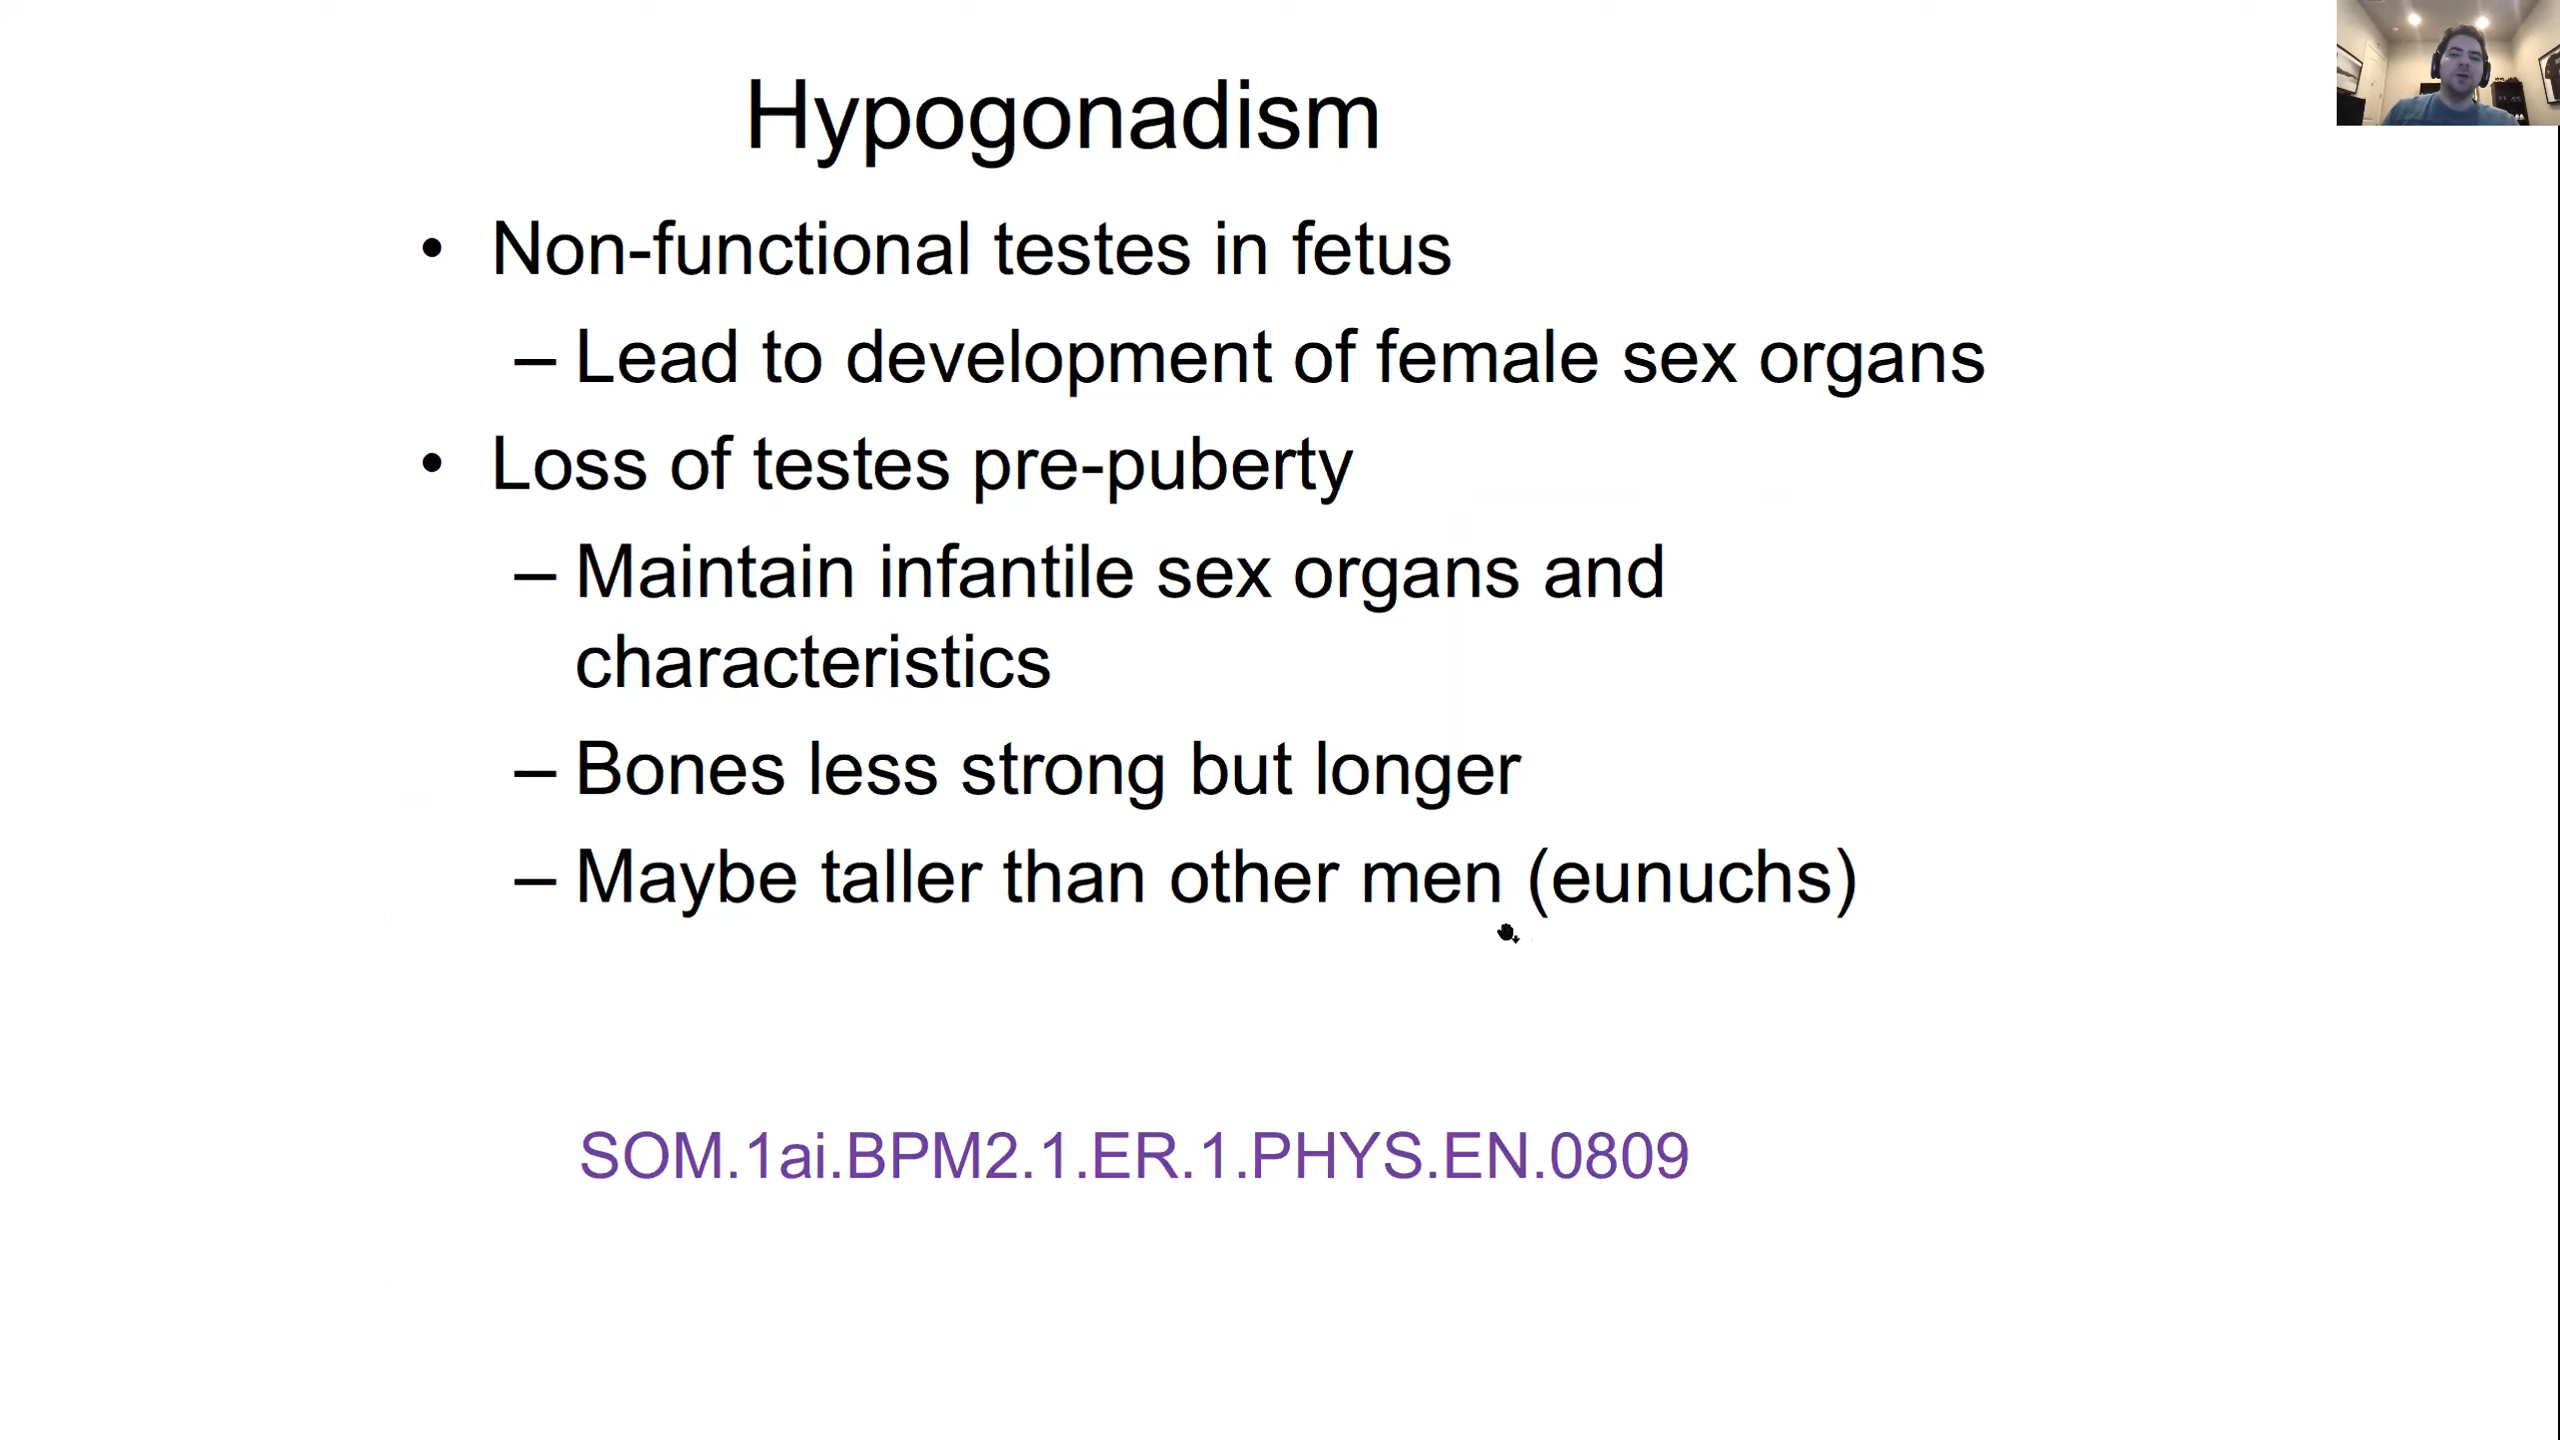 Hypogonadism
• Non-functional testes in fetus
– Lead to development of female sex organs
• Loss of testes pre-puberty
– Maintain infantile sex organs and
characteristics
– Bones less strong but longer
– Maybe taller than other men (eunuchs)
SOM.1ai.BPM2.1.ER.1.PHYS.EN.0809